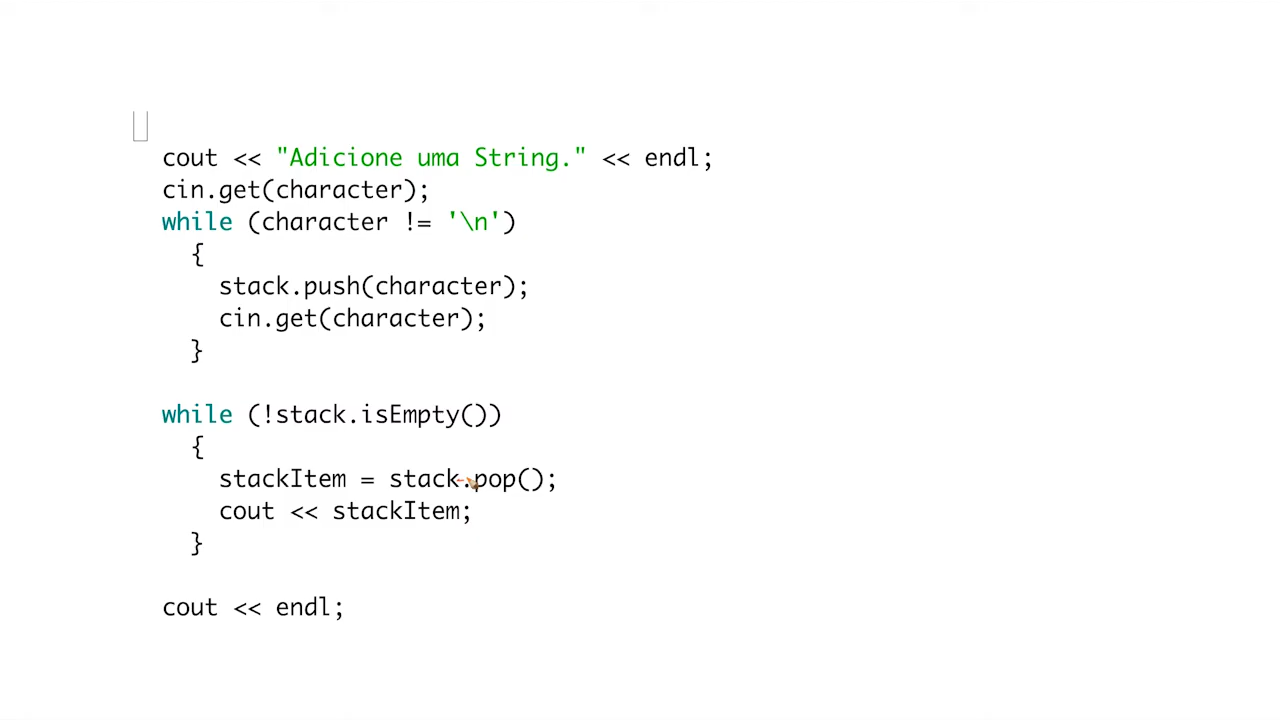 cout << "Adicione uma String." << endl;
cin.get(character);
while (character != '\n')
{
stack.push(character);
cin.get(character);
}
while (!stack.isEmpty())
{
stackItem = stack.pop();
cout << stackItem;
}
cout << endl;